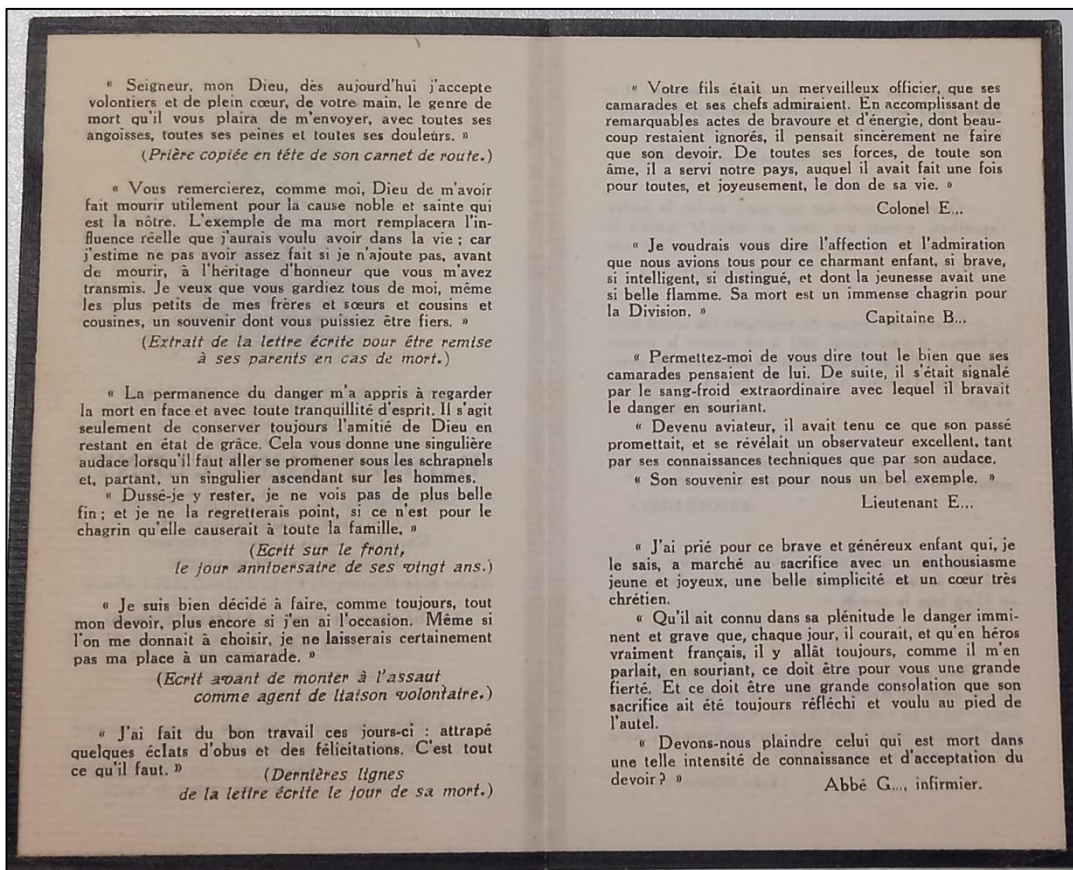 « Seigneur, mon Dieu, dès aujourd'hui j'accepte
volontiers et de plein cœur, de votre main, le genre de
mort qu'il vous plaira de m'envoyer, avec toutes ses
angoisses, toutes ses peines et toutes ses douleurs. »
(Prière copiée en tête de son carnet de route.)
« Vous remercierez, comme moi, Dieu de m'avoir
fait mourir utilement pour la cause noble et sainte qui
est la nôtre. L'exemple de ma mort remplacera l'in-
fluence réelle que j'aurais voulu avoir dans la vie ; car
j'estime ne pas avoir assez fait si je n'ajoute pas, avant
de mourir, à l'héritage d'honneur que vous m'avez
transmis. Je veux que vous gardiez tous de moi, même
les plus petits de mes frères et sœurs et cousins et
cousines, un souvenir dont vous puissiez être fiers. »
(Extrait de la lettre écrite pour être remise
à ses parents en cas de mort.)
« La permanence du danger m'a appris à regarder
la mort en face et avec toute tranquillité d'esprit. Il s'agit
seulement de conserver toujours l'amitié de Dieu en
restant en état de grâce. Cela vous donne une singulière
audace lorsqu'il faut aller se promener sous les schrapnels
et, partant, un singulier ascendant sur les hommes.
« Dussé-je y rester, je ne vois pas de plus belle
fin ; et je ne la regretterais point, si ce n'est pour le
chagrin qu'elle causerait à toute la famille. »
(Ecrit sur le front,
le jour anniversaire de ses vingt ans.)
« Je suis bien décidé à faire, comme toujours, tout
mon devoir, plus encore si j'en ai l'occasion. Même si
l'on me donnait à choisir, je ne laisserais certainement
pas ma place à un camarade. »
(Ecrit avant de monter à l'assaut
comme agent de liaison volontaire.)
« J'ai fait du bon travail ces jours-ci : attrapé
quelques éclats d'obus et des félicitations. C'est tout
ce qu'il faut. » (Dernières lignes
de la lettre écrite le jour de sa mort.)
« Votre fils était un merveilleux officier, que ses
camarades et ses chefs admiraient. En accomplissant de
remarquables actes de bravoure et d'énergie, dont beau-
coup restaient ignorés, il pensait sincèrement ne faire
que son devoir. De toutes ses forces, de toute son
âme, il a servi notre pays, auquel il avait fait une fois
pour toutes, et joyeusement, le don de sa vie. »
Colonel E...
« Je voudrais vous dire l'affection et l'admiration
que nous avions tous pour ce charmant enfant, si brave,
si intelligent, si distingué, et dont la jeunesse avait une
si belle flamme. Sa mort est un immense chagrin pour
la Division. » Capitaine B...
« Permettez-moi de vous dire tout le bien que ses
camarades pensaient de lui. De suite, il s'était signalé
par le sang-froid extraordinaire avec lequel il bravait
le danger en souriant.
« Devenu aviateur, il avait tenu ce que son passé
promettait, et se révélait un observateur excellent, tant
par ses connaissances techniques que par son audace.
« Son souvenir est pour nous un bel exemple. »
Lieutenant E...
« J'ai prié pour ce brave et généreux enfant qui, je
le sais, a marché au sacrifice avec un enthousiasme
jeune et joyeux, une belle simplicité et un cœur très
chrétien.
« Qu'il ait connu dans sa plénitude le danger immi-
nent et grave que, chaque jour, il courait, et qu'en héros
vraiment français, il y allât toujours, comme il m'en
parlait, en souriant, ce doit être pour vous une grande
fierté. Et ce doit être une grande consolation que son
sacrifice ait été toujours réfléchi et voulu au pied de
l'autel.
« Devons-nous plaindre celui qui est mort dans
une telle intensité de connaissance et d'acceptation du
devoir ? » Abbé G..., infirmier.